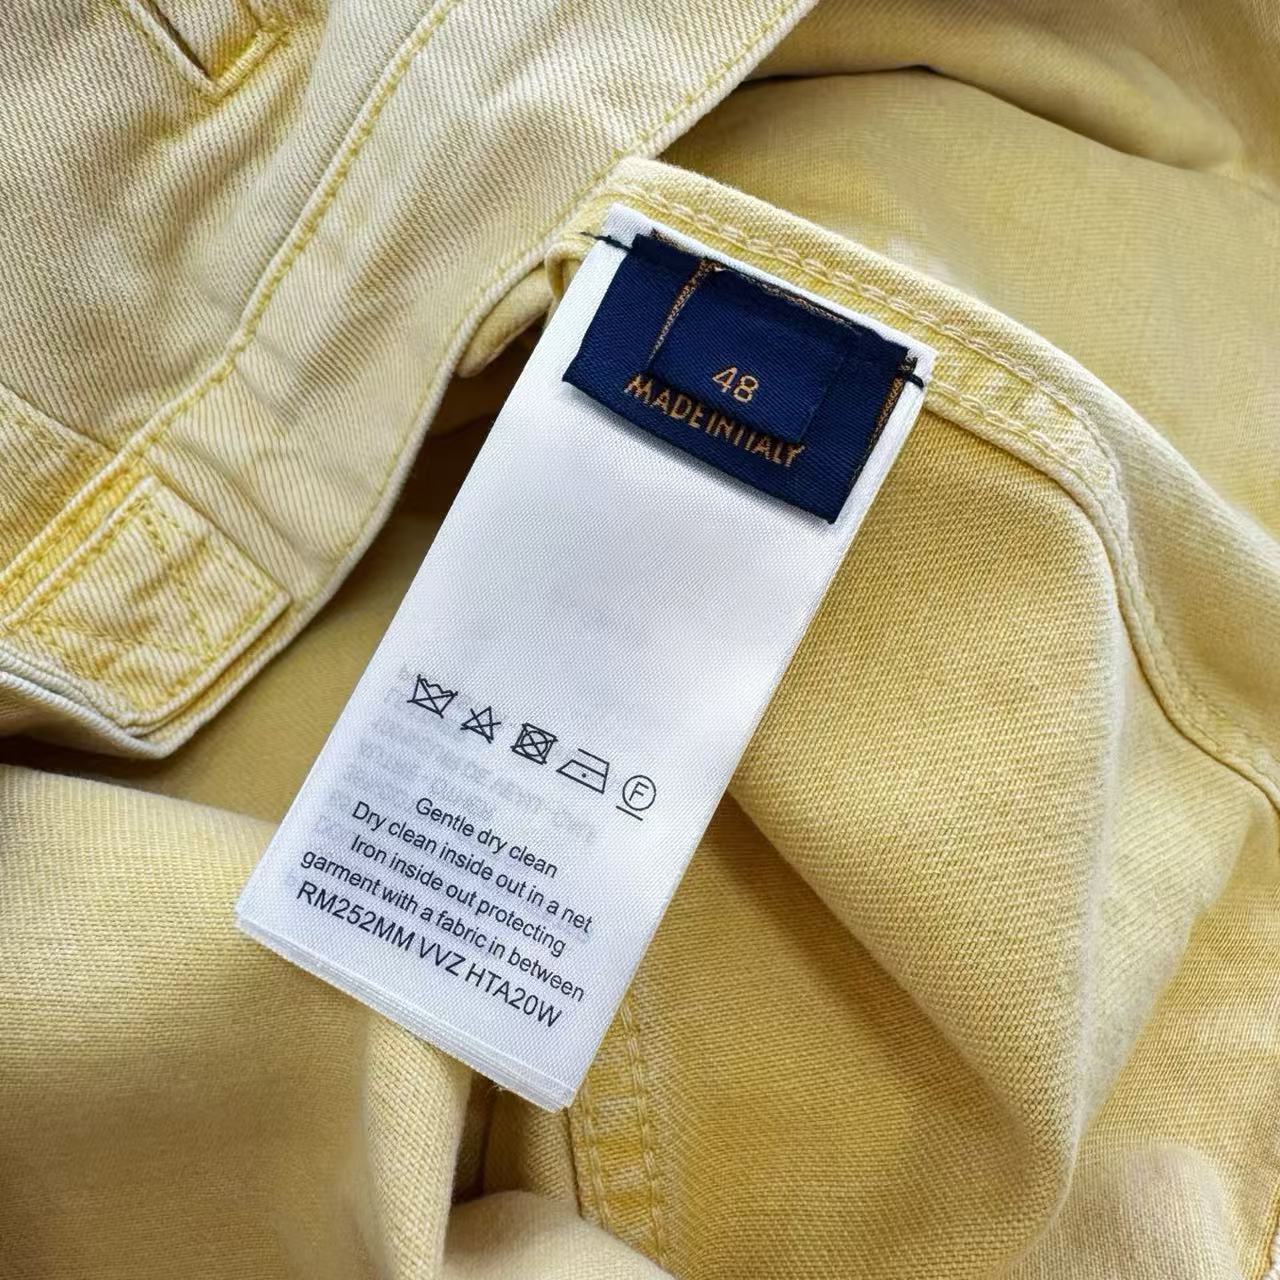 48
MADE IN ITALY
F
Gentle dry clean
Dry clean inside out in a net
Iron inside out protecting
garment with a fabric in between
RM252MM VVZ HTA20W